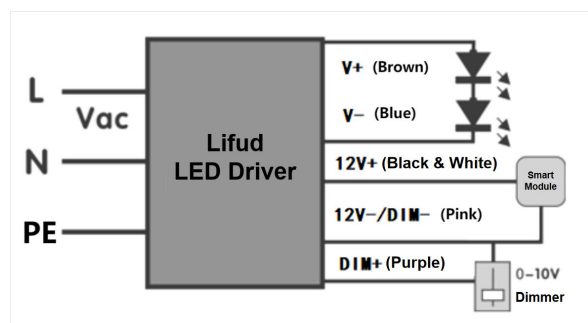 L
Vac
N
PE
Lifud
LED Driver
V+ (Brown)
V- (Blue)
12V+ (Black & White)
12V-/DIM- (Pink)
DIM+ (Purple)
Smart
Module
0-10V
Dimmer